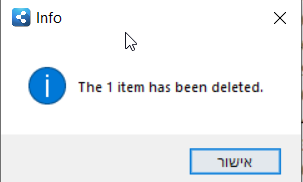 Info
The 1 item has been deleted.
אישור